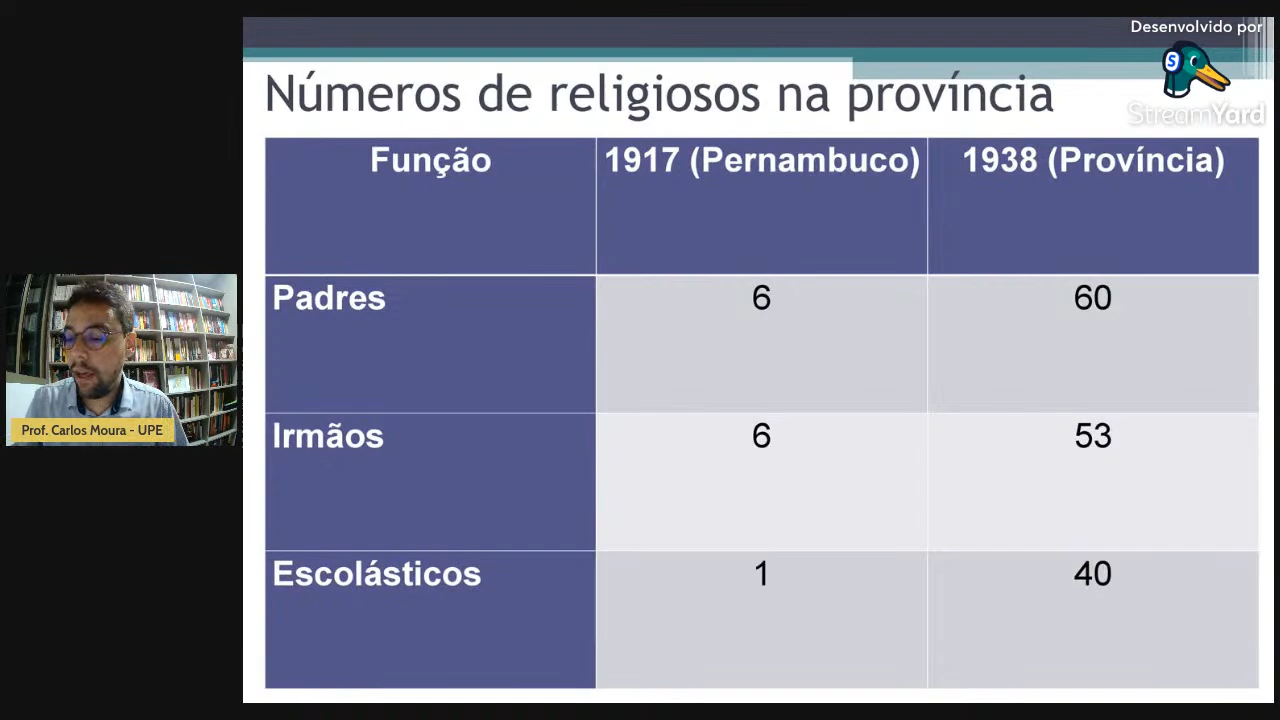 Desenvolvido por
S
StreamYard
Números de religiosos na província
Função 1917 (Pernambuco) 1938 (Província)
Padres 6 60
Irmãos 6 53
Escolásticos 1 40
Prof. Carlos Moura - UPE